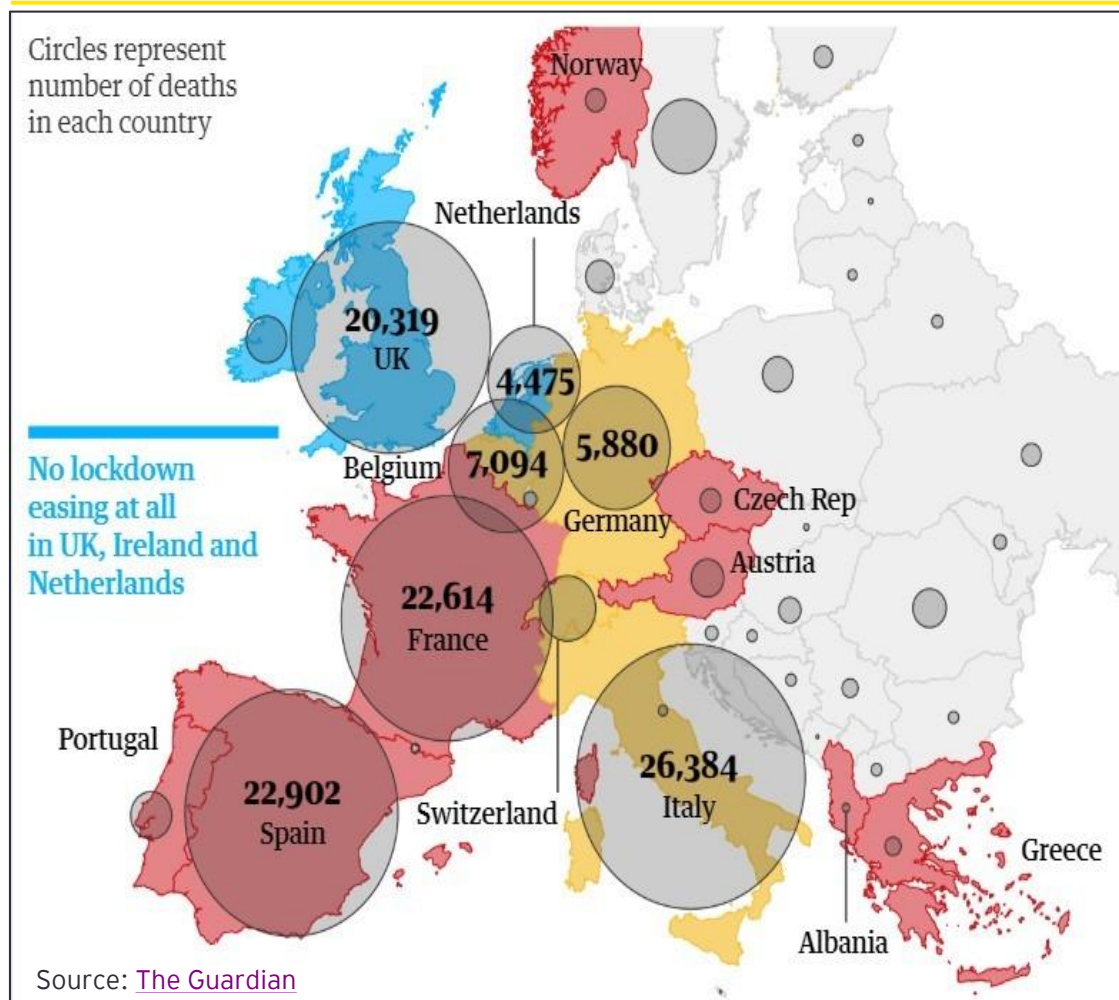 Circles represent
number of deaths
in each country
Norway
Netherlands
20,319
UK
4,475
Belgium
7,094
5,880
Germany
No lockdown
easing at all
in UK, Ireland and
Netherlands
Czech Rep
Austria
22,614
France
Portugal
22,902
Spain
Switzerland
26,384
Italy
Greece
Albania
Source: The Guardian